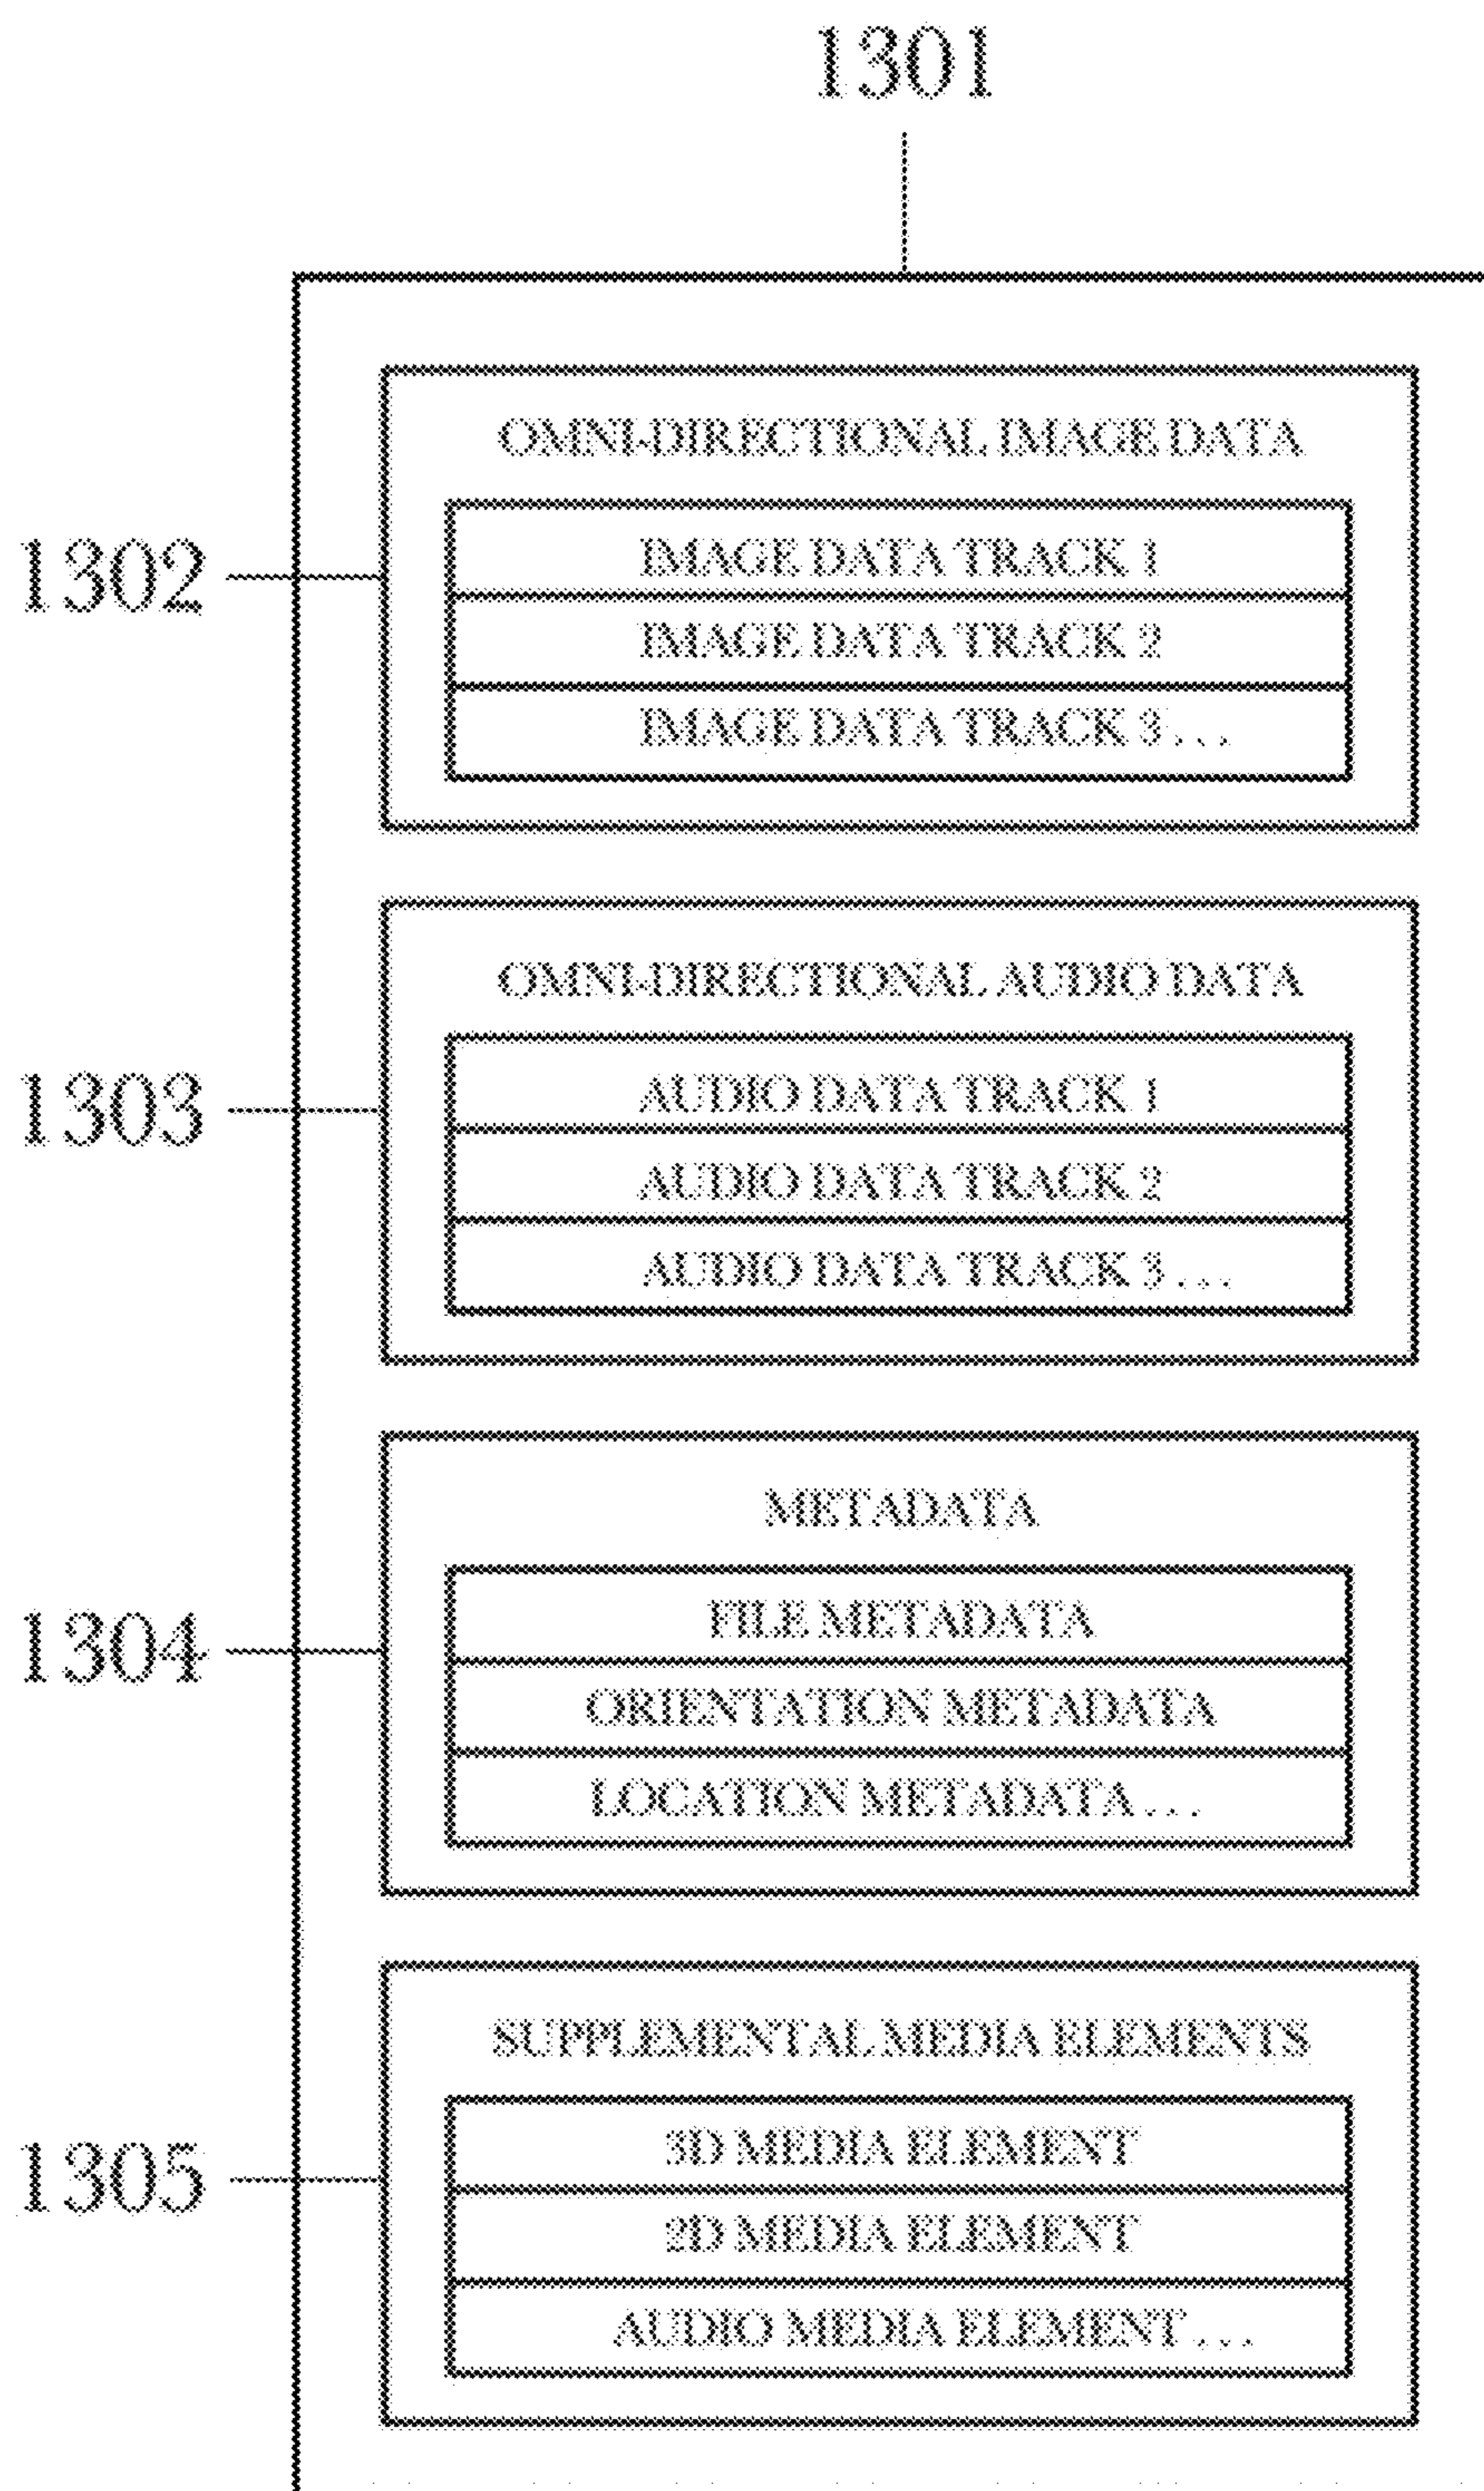 1301
OMNI-DIRECTIONAL IMAGE DATA
IMAGE DATA TRACK 1
1302
IMAGE DATA TRACK 2
IMAGE DATA TRACK 3 . . .
OMNI-DIRECTIONAL AUDIO DATA
AUDIO DATA TRACK 1
1303
AUDIO DATA TRACK 2
AUDIO DATA TRACK 3 . . .
METADATA
FILE METADATA
1304
ORIENTATION METADATA
LOCATION METADATA . . .
SUPPLEMENTAL MEDIA ELEMENTS
3D MEDIA ELEMENT
1305
2D MEDIA ELEMENT
AUDIO MEDIA ELEMENT . . .